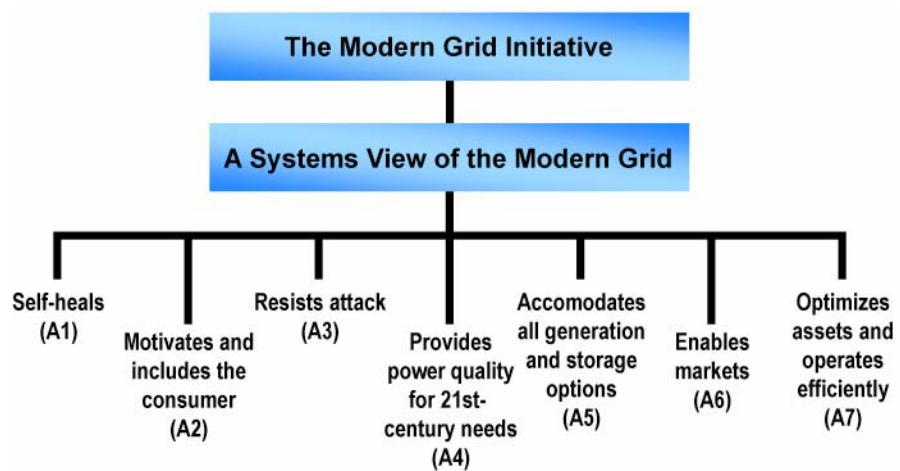 The Modern Grid Initiative
A Systems View of the Modern Grid
Self-heals
(A1)
Motivates and
includes the
consumer
(A2)
Resists attack
(A3)
Provides
power quality
for 21st-
century needs
(A4)
Accomodates
all generation
and storage
options
(A5)
Enables
markets
(A6)
Optimizes
assets and
operates
efficiently
(A7)